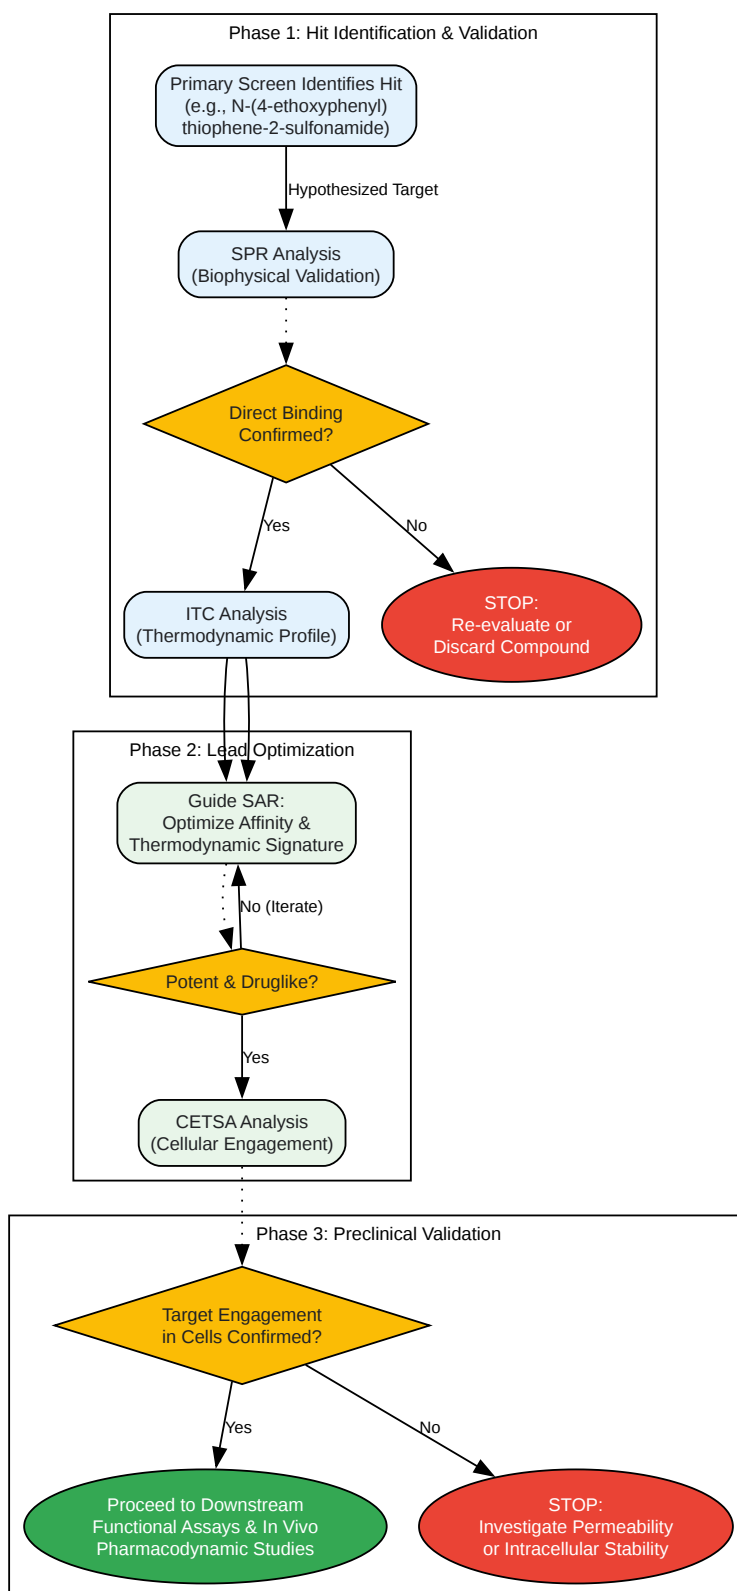 Phase 1: Hit Identification & Validation
Primary Screen Identifies Hit
(e.g., N-(4-ethoxyphenyl)
thiophene-2-sulfonamide)
Hypothesized Target
SPR Analysis
(Biophysical Validation)
Direct Binding
Confirmed?
Yes
No
ITC Analysis
(Thermodynamic Profile)
STOP:
Re-evaluate or
Discard Compound
Phase 2: Lead Optimization
Guide SAR:
Optimize Affinity &
Thermodynamic Signature
No (Iterate)
Potent & Druglike?
Yes
CETSA Analysis
(Cellular Engagement)
Phase 3: Preclinical Validation
Target Engagement
in Cells Confirmed?
Yes
No
Proceed to Downstream
Functional Assays & In Vivo
Pharmacodynamic Studies
STOP:
Investigate Permeability
or Intracellular Stability